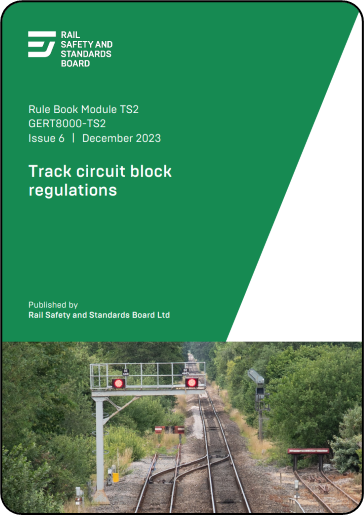 RAIL
SAFETY AND
STANDARDS
BOARD
Rule Book Module TS2
GERT8000-TS2
Issue 6 | December 2023
Track circuit block
regulations
Published by
Rail Safety and Standards Board Ltd